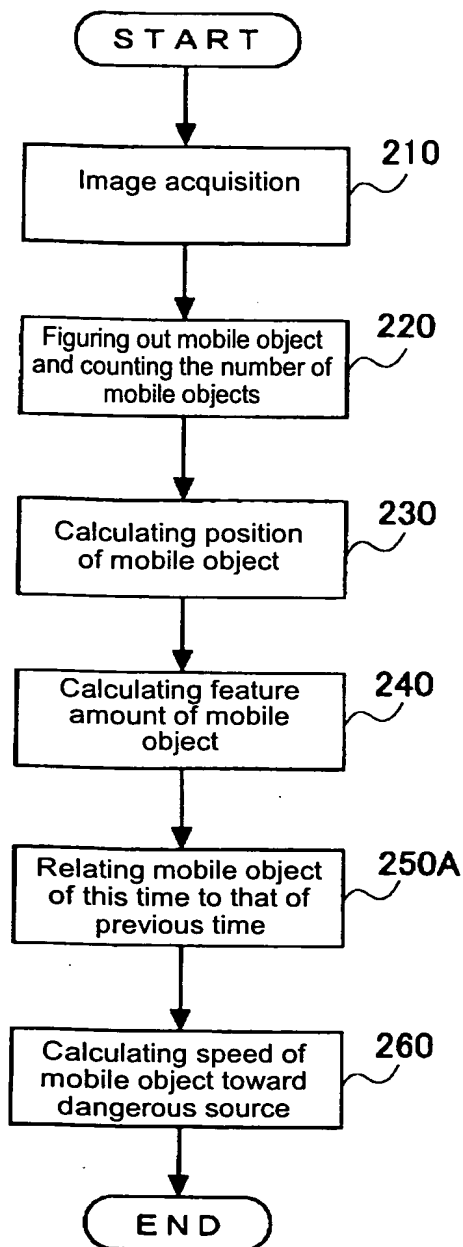 START
210
Image acquisition
220
Figuring out mobile object
and counting the number of
mobile objects
230
Calculating position
of mobile object
240
Calculating feature
amount of mobile
object
250A
Relating mobile object
of this time to that of
previous time
260
Calculating speed of
mobile object toward
dangerous source
END